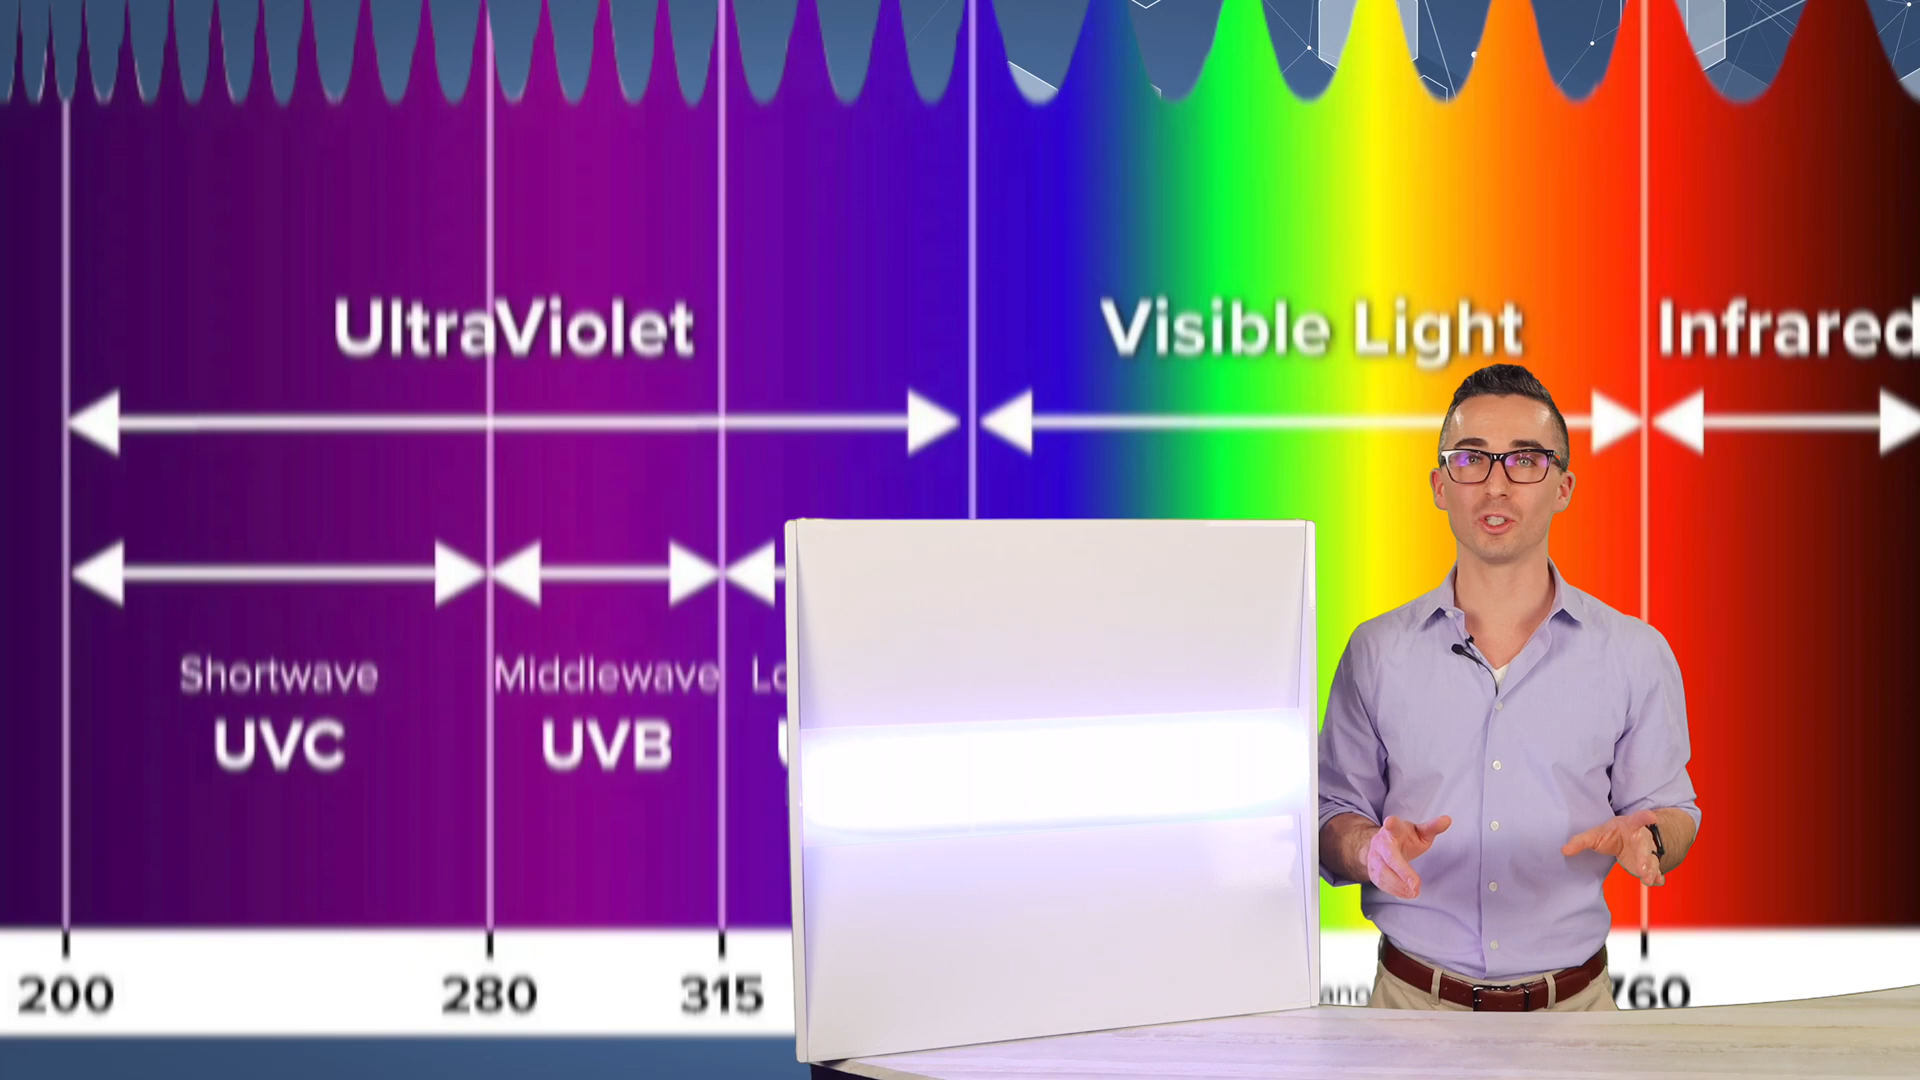 UltraViolet
Visible Light
Infrared
Shortwave
Middlewave
UVC
UVB
200
280
315
760